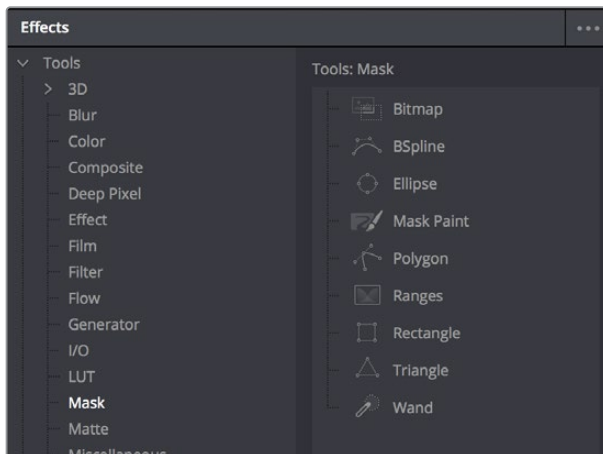 Effects
Tools
3D
Blur
Color
Composite
Deep Pixel
Effect
Film
Filter
Flow
Generator
I/O
LUT
Mask
Matte
Miscellaneous
Tools: Mask
Bitmap
BSpline
Ellipse
Mask Paint
Polygon
Ranges
Rectangle
Triangle
Wand